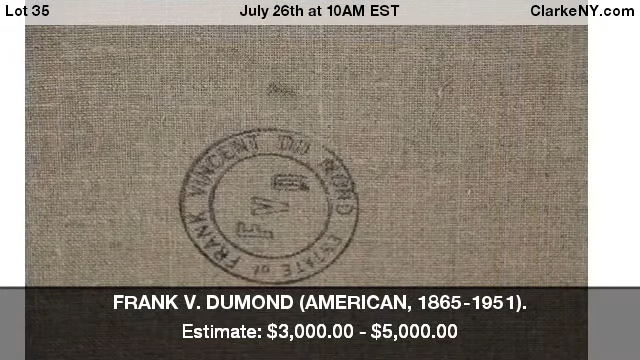 Lot 35 July 26th at 10AM EST ClarkeNY.com
FRANK VINCENT DU MOND
ESTATE of
F V D
FRANK V. DUMOND (AMERICAN, 1865-1951).
Estimate: $3,000.00 - $5,000.00